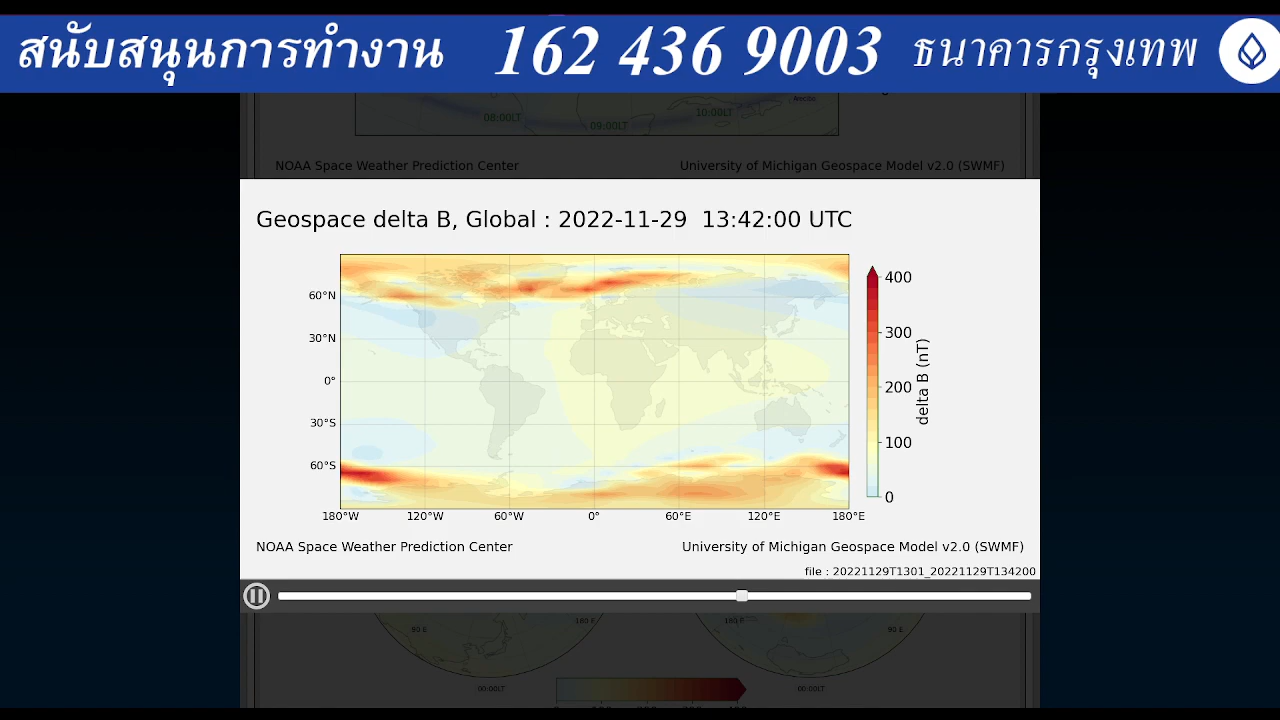 สนับสนุนการทำงาน 162 436 9003 ธนาคารกรุงเทพ
Arecibo
08:00LT 09:00LT 10:00LT
NOAA Space Weather Prediction Center University of Michigan Geospace Model v2.0 (SWMF)
Geospace delta B, Global : 2022-11-29 13:42:00 UTC
60°N
30°N
0°
30°S
60°S
180°W 120°W 60°W 0° 60°E 120°E 180°E
400
300
200
100
0
delta B (nT)
NOAA Space Weather Prediction Center University of Michigan Geospace Model v2.0 (SWMF)
file : 20221129T1301_20221129T134200
90 E 180 E 180 E 90 E
00:00LT 00:00LT